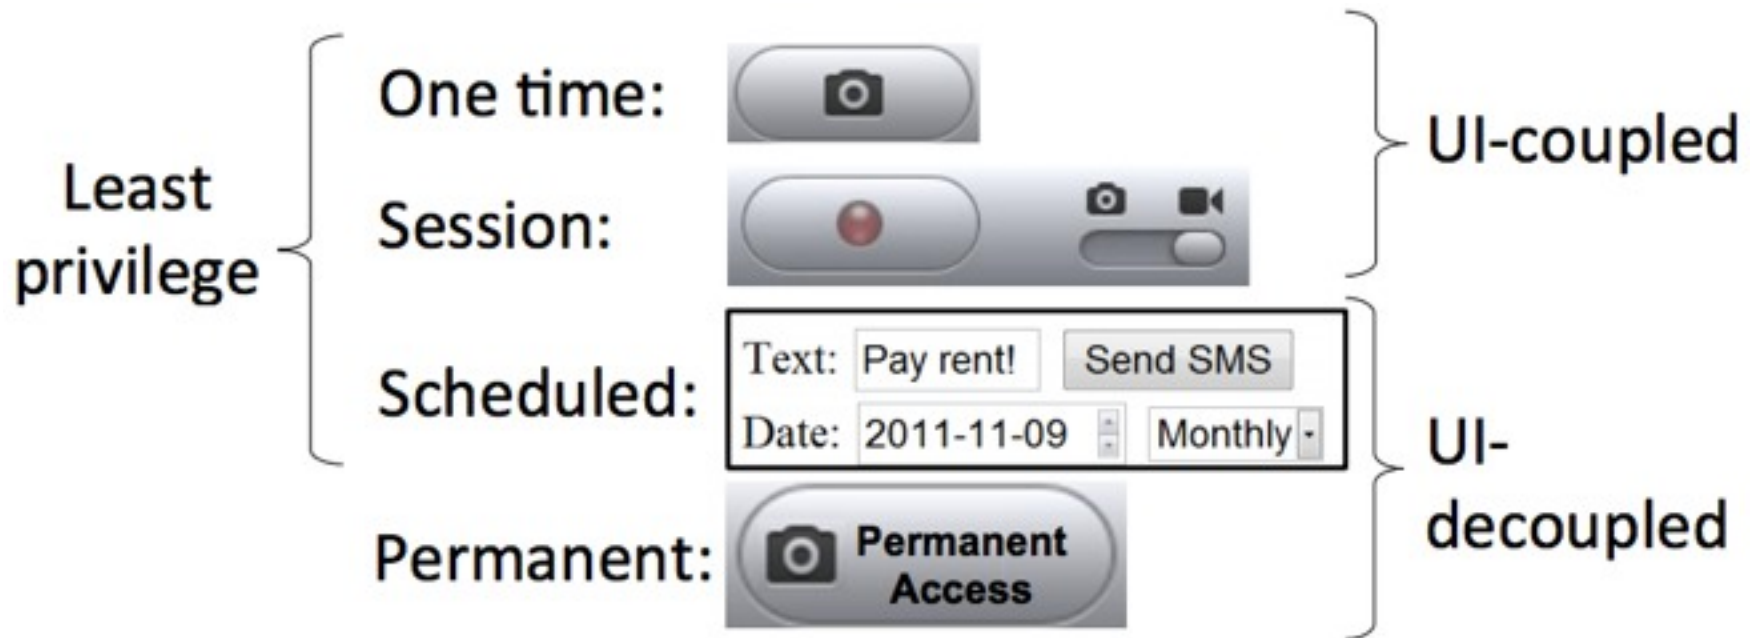 One time:
UI-coupled
Least
privilege
Session:
Scheduled:
Text: Pay rent! Send SMS
Date: 2011-11-09 Monthly
UI-
decoupled
Permanent:
Permanent
Access